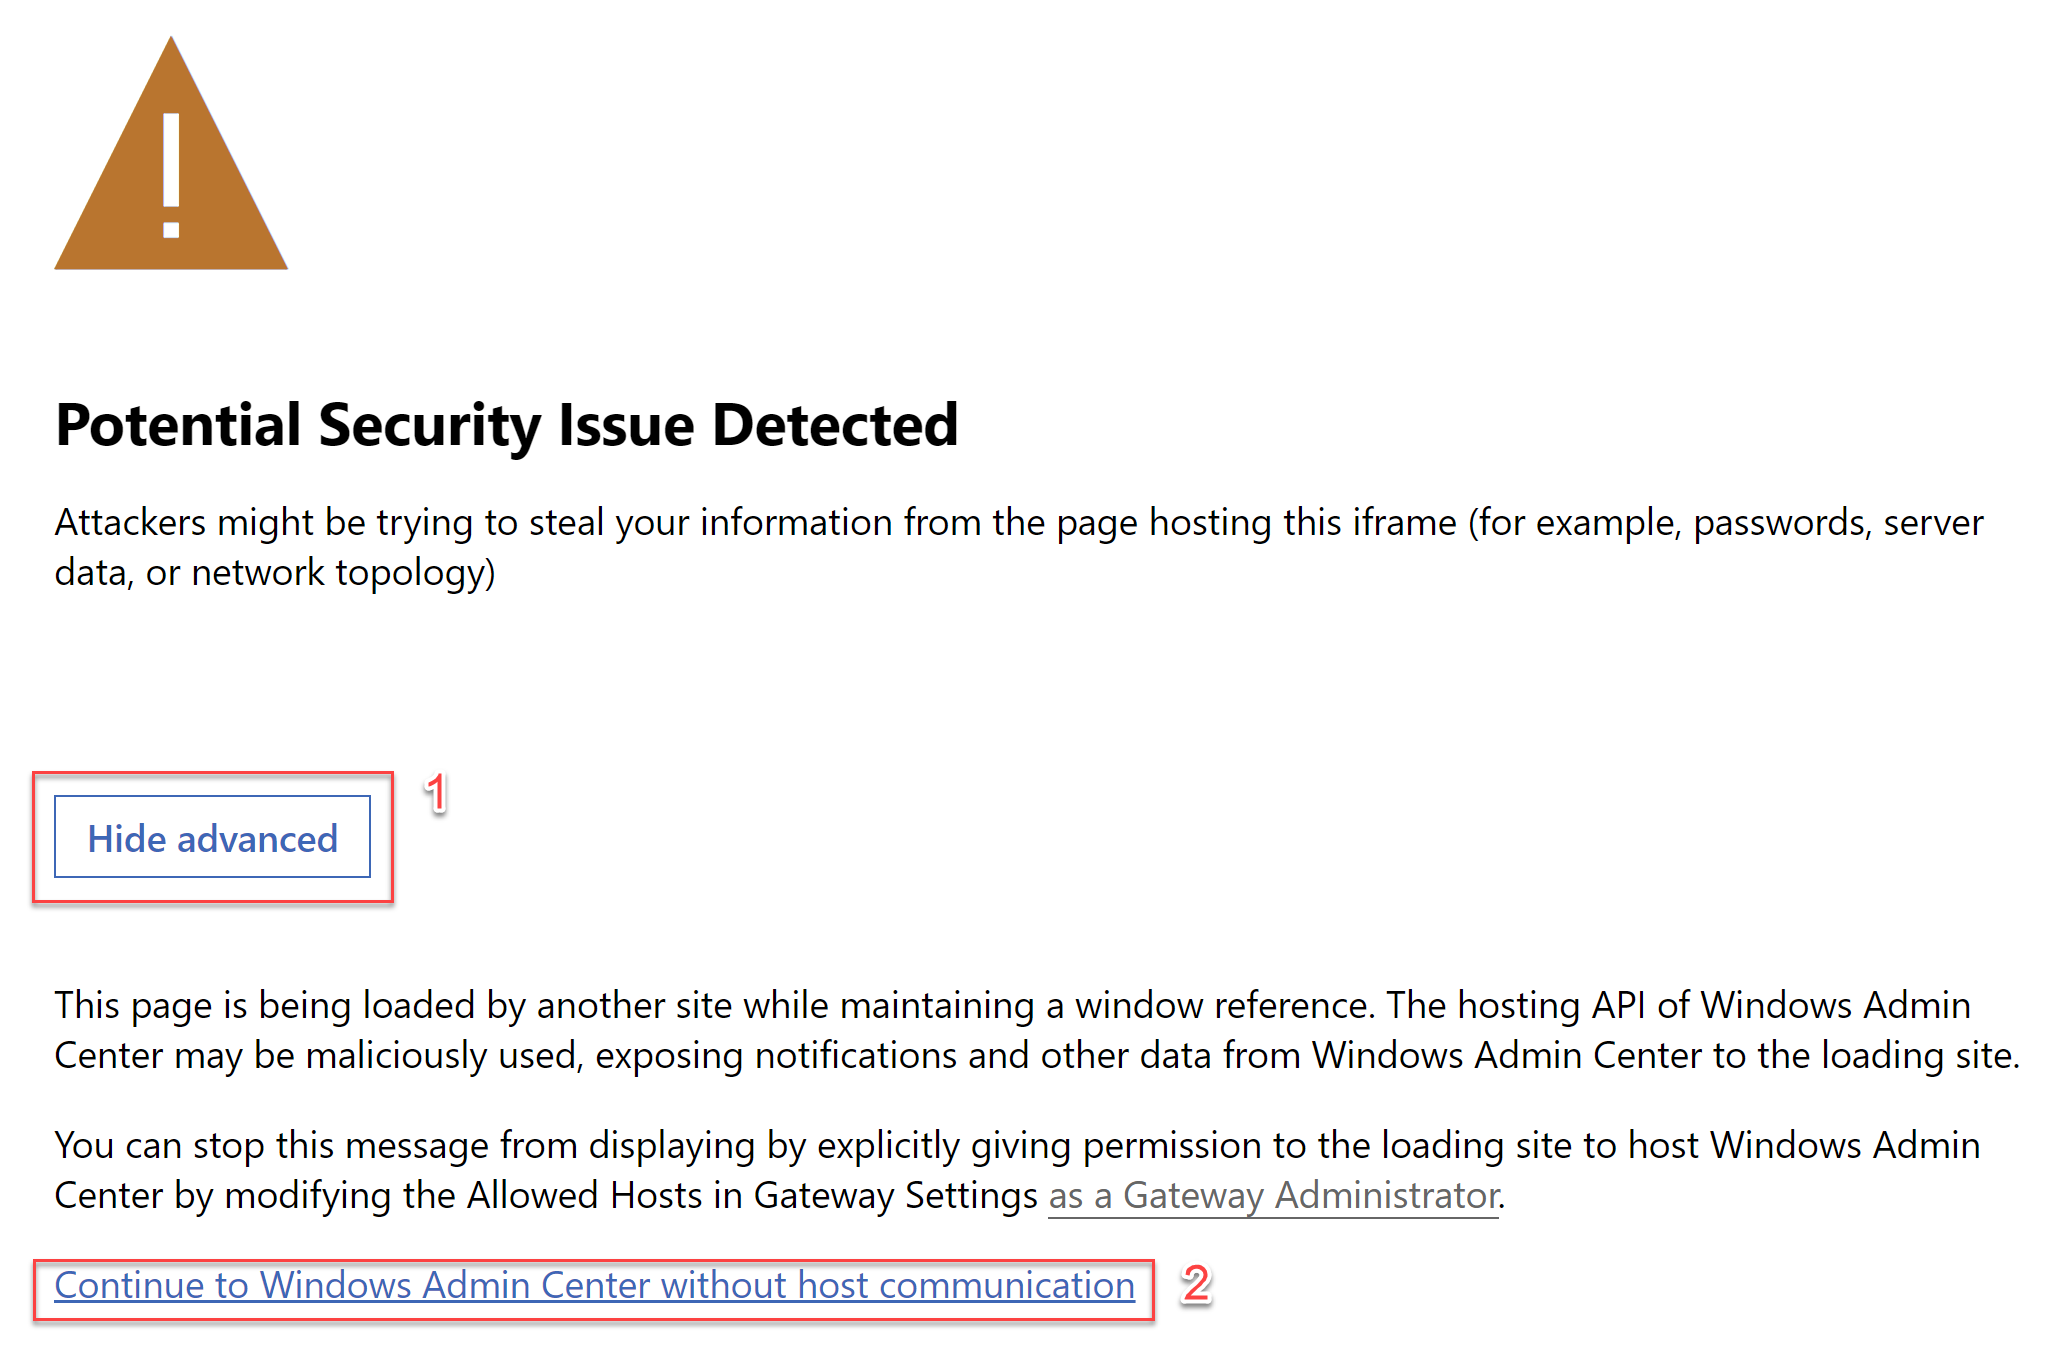 Potential Security Issue Detected
Attackers might be trying to steal your information from the page hosting this iframe (for example, passwords, server
data, or network topology)
1
Hide advanced
This page is being loaded by another site while maintaining a window reference. The hosting API of Windows Admin
Center may be maliciously used, exposing notifications and other data from Windows Admin Center to the loading site.
You can stop this message from displaying by explicitly giving permission to the loading site to host Windows Admin
Center by modifying the Allowed Hosts in Gateway Settings as a Gateway Administrator.
Continue to Windows Admin Center without host communication 2